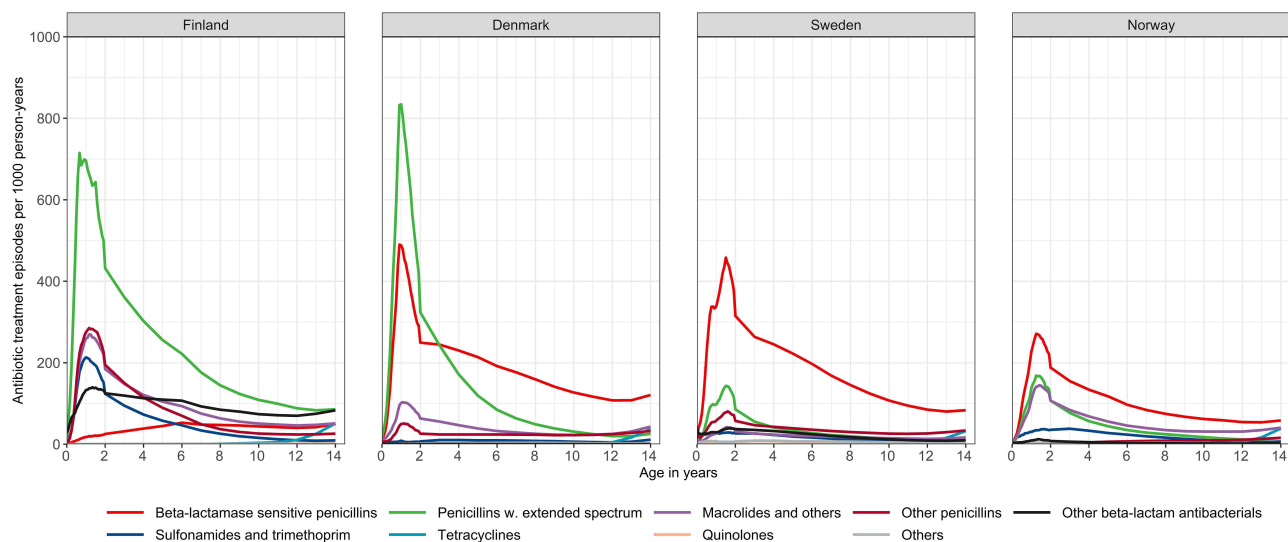 Finland Denmark Sweden Norway
Antibiotic treatment episodes per 1000 person-years
1000
800
600
400
200
0
0 2 4 6 8 10 12 14 0 2 4 6 8 10 12 14 0 2 4 6 8 10 12 14 0 2 4 6 8 10 12 14
Age in years
Beta-lactamase sensitive penicillins Penicillins w. extended spectrum Macrolides and others Other penicillins Other beta-lactam antibacterials
Sulfonamides and trimethoprim Tetracyclines Quinolones Others